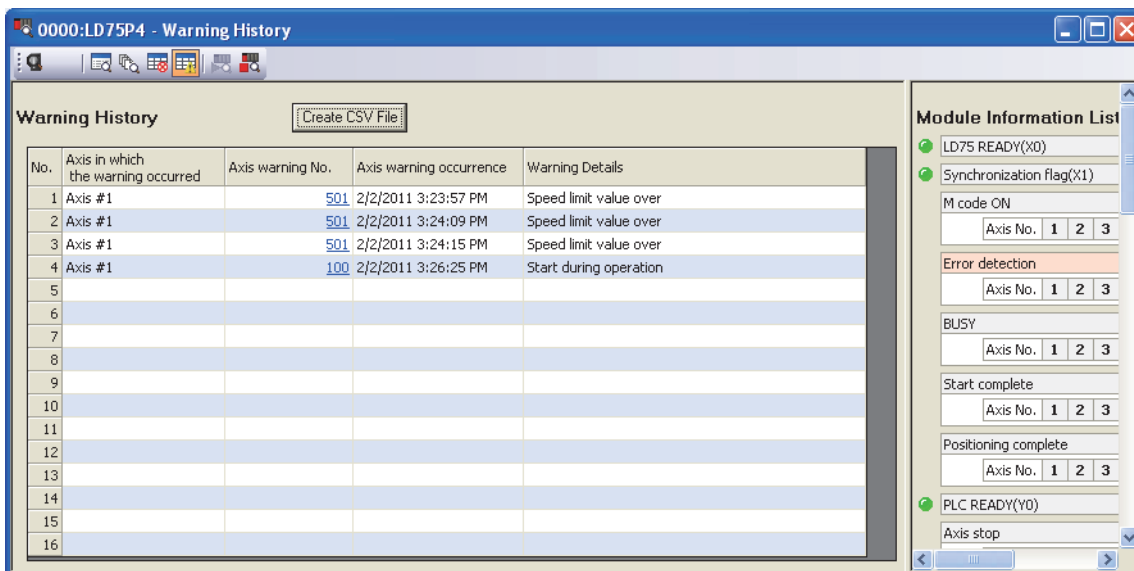 0000:LD75P4 - Warning History
Warning History
Create CSV File
No. Axis in which the warning occurred Axis warning No. Axis warning occurrence Warning Details
1 Axis #1 501 2/2/2011 3:23:57 PM Speed limit value over
2 Axis #1 501 2/2/2011 3:24:09 PM Speed limit value over
3 Axis #1 501 2/2/2011 3:24:15 PM Speed limit value over
4 Axis #1 100 2/2/2011 3:26:25 PM Start during operation
5
6
7
8
9
10
11
12
13
14
15
16
Module Information List
LD75 READY(X0)
Synchronization flag(X1)
M code ON
Axis No. 1 2 3
Error detection
Axis No. 1 2 3
BUSY
Axis No. 1 2 3
Start complete
Axis No. 1 2 3
Positioning complete
Axis No. 1 2 3
PLC READY(Y0)
Axis stop